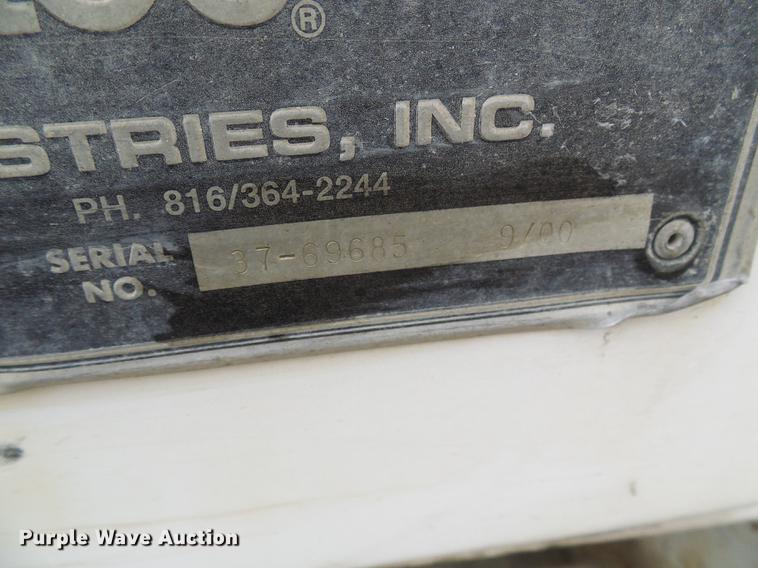 ®
STRIES, INC.
PH. 816/364-2244
SERIAL NO. 37-69685 9/00
Purple Wave Auction